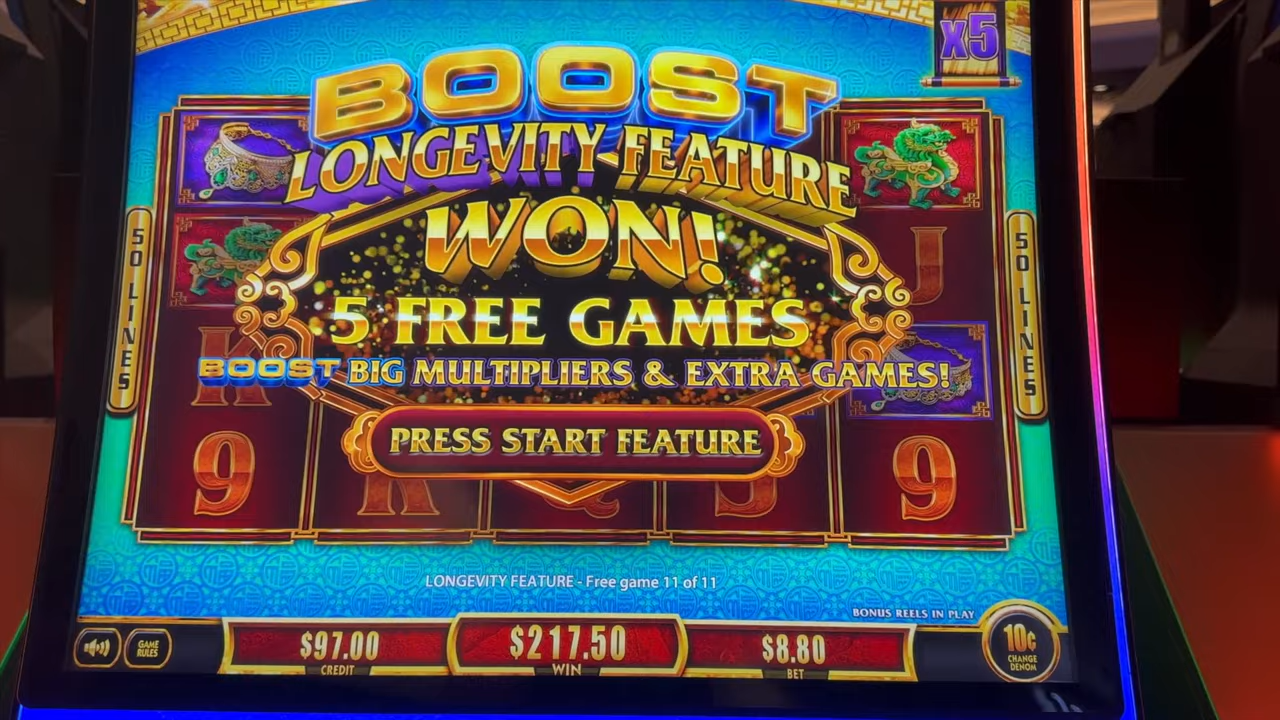 x5
BOOST
LONGEVITY FEATURE
WON!
5 FREE GAMES
BOOST BIG MULTIPLIERS & EXTRA GAMES!
PRESS START FEATURE
50 LINES
50 LINES
J
K
9
K
Q
J
9
LONGEVITY FEATURE - Free game 11 of 11
BONUS REELS IN PLAY
GAME RULES
$97.00
CREDIT
$217.50
WIN
$8.80
BET
10¢
CHANGE
DENOM